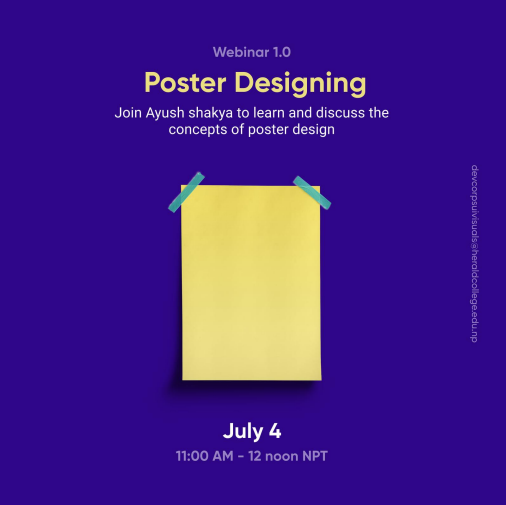 Webinar 1.0
Poster Designing
Join Ayush shakya to learn and discuss the
concepts of poster design
devcorpsuivisuals@heraldcollege.edu.np
July 4
11:00 AM - 12 noon NPT